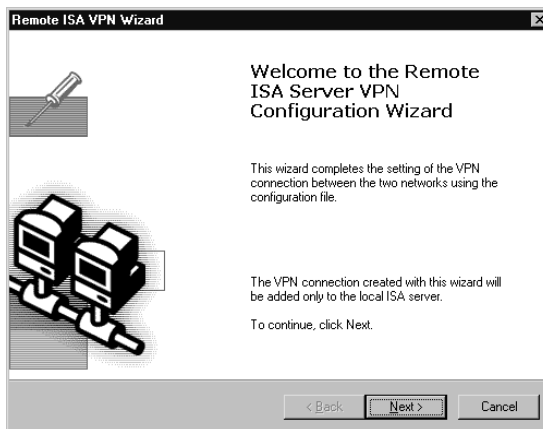 Remote ISA VPN Wizard
Welcome to the Remote
ISA Server VPN
Configuration Wizard
This wizard completes the setting of the VPN
connection between the two networks using the
configuration file.
The VPN connection created with this wizard will
be added only to the local ISA server.
To continue, click Next.
< Back
Next >
Cancel